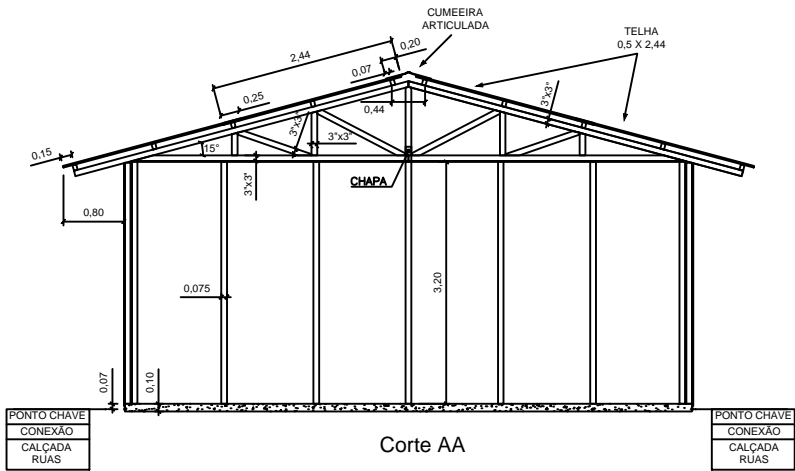 CUMEEIRA
ARTICULADA
TELHA
0,5 X 2,44
2,44
0,20
0,07
0,25
0,44
3"x3"
3"x3"
3"x3"
0,15
15°
3"x3"
CHAPA
0,80
0,075
3,20
0,07
0,10
PONTO CHAVE
CONEXÃO
CALÇADA
RUAS
Corte AA
PONTO CHAVE
CONEXÃO
CALÇADA
RUAS